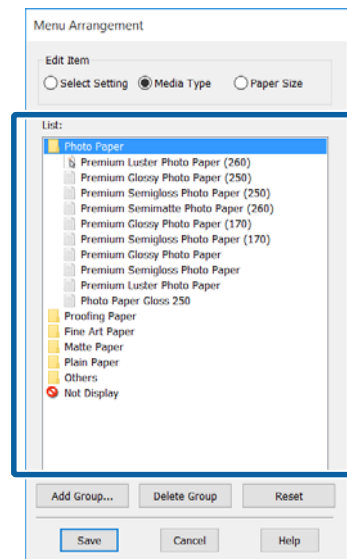 Menu Arrangement
Edit Item
Select Setting Media Type Paper Size
List:
Photo Paper
Premium Luster Photo Paper (260)
Premium Glossy Photo Paper (250)
Premium Semigloss Photo Paper (250)
Premium Semimatte Photo Paper (260)
Premium Glossy Photo Paper (170)
Premium Semigloss Photo Paper (170)
Premium Glossy Photo Paper
Premium Semigloss Photo Paper
Premium Luster Photo Paper
Photo Paper Gloss 250
Proofing Paper
Fine Art Paper
Matte Paper
Plain Paper
Others
Not Display
Add Group... Delete Group Reset
Save Cancel Help